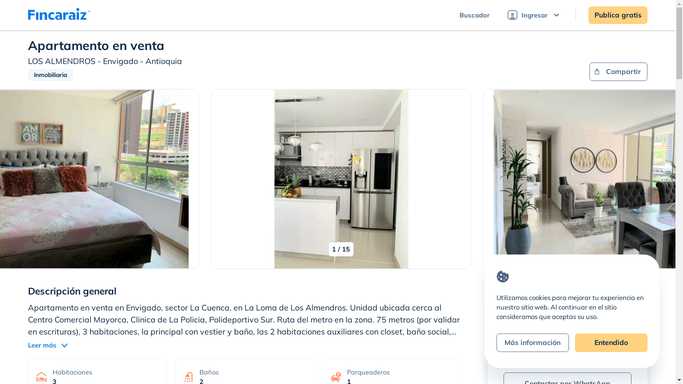 Fincaraiz
Buscador
Ingresar
Publica gratis
Apartamento en venta
LOS ALMENDROS - Envigado - Antioquia
Inmobiliaria
Compartir
1 / 15
Descripción general
Apartamento en venta en Envigado, sector La Cuenca, en La Loma de Los Almendros. Unidad ubicada cerca al
Centro Comercial Mayorca, Clinica de La Policia, Polideportivo Sur. Ruta del metro en la zona. 75 metros (por validar
en escrituras), 3 habitaciones, la principal con vestier y baño, las 2 habitaciones auxiliares con closet, baño social,...
Leer más
Habitaciones
3
Baños
2
Parqueaderos
1
Utilizamos cookies para mejorar tu experiencia en
nuestro sitio web. Al continuar en el sitio
consideramos que aceptas su uso.
Más información
Entendido
Contactar por WhatsApp